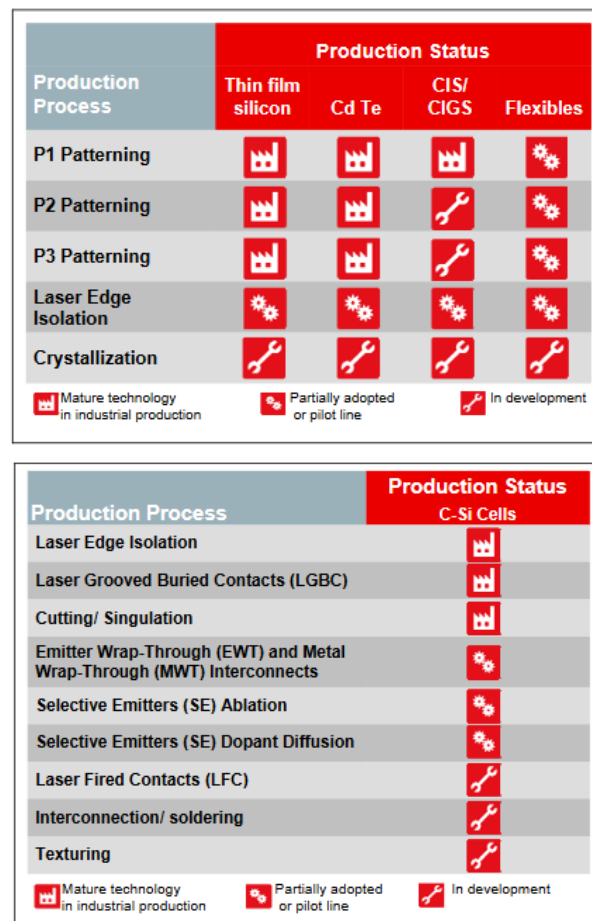 Production Status
Production
Process
Thin film
silicon
Cd Te
CIS/
CIGS
Flexibles
P1 Patterning
P2 Patterning
P3 Patterning
Laser Edge
Isolation
Crystallization
Mature technology
in industrial production
Partially adopted
or pilot line
In development
Production Process
Production Status
C-Si Cells
Laser Edge Isolation
Laser Grooved Buried Contacts (LGBC)
Cutting/ Singulation
Emitter Wrap-Through (EWT) and Metal
Wrap-Through (MWT) Interconnects
Selective Emitters (SE) Ablation
Selective Emitters (SE) Dopant Diffusion
Laser Fired Contacts (LFC)
Interconnection/ soldering
Texturing
Mature technology
in industrial production
Partially adopted
or pilot line
In development